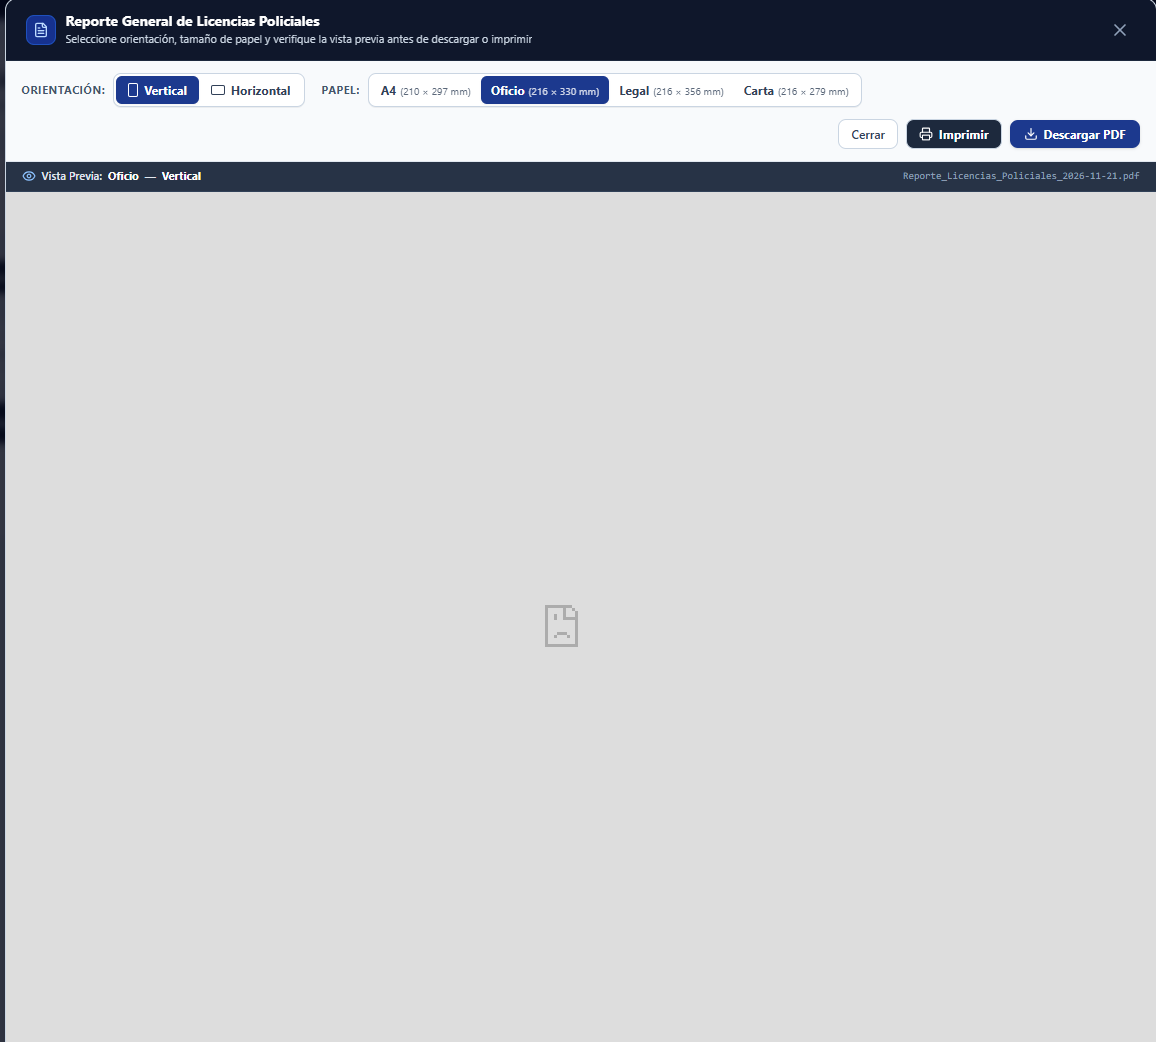 Reporte General de Licencias Policiales
Seleccione orientación, tamaño de papel y verifique la vista previa antes de descargar o imprimir
ORIENTACIÓN: Vertical Horizontal PAPEL: A4 (210 × 297 mm) Oficio (216 × 330 mm) Legal (216 × 356 mm) Carta (216 × 279 mm)
Cerrar Imprimir Descargar PDF
Vista Previa: Oficio — Vertical Reporte_Licencias_Policiales_2026-11-21.pdf